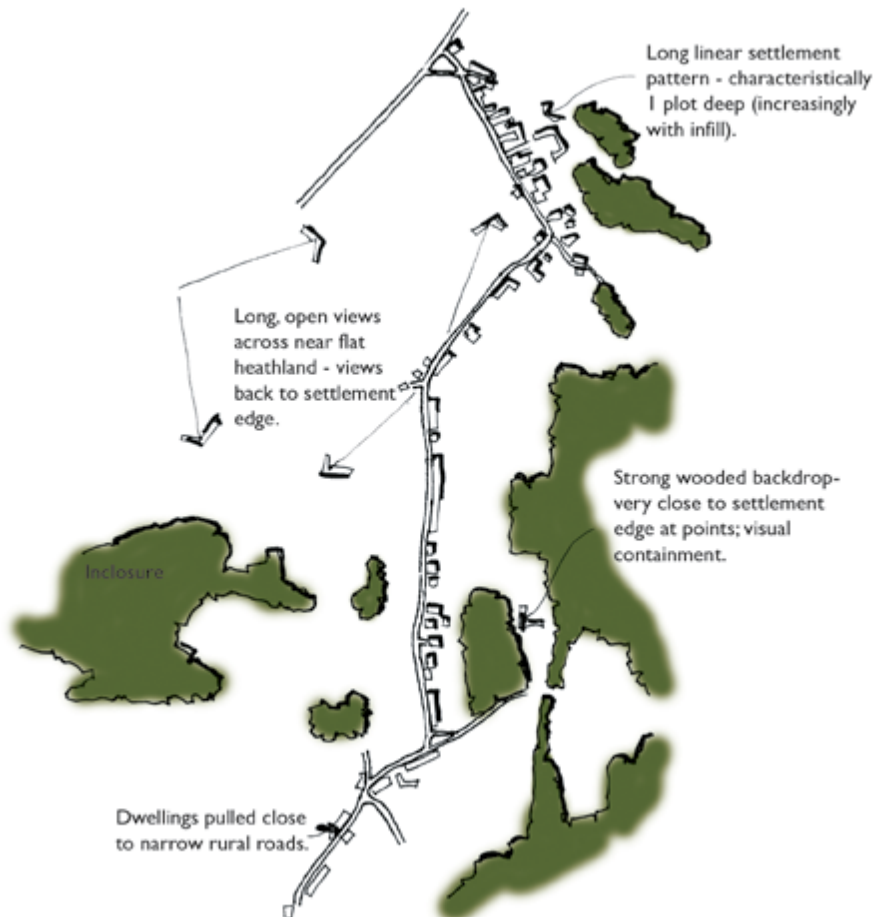 Long linear settlement
pattern - characteristically
1 plot deep (increasingly
with infill).
Long, open views
across near flat
heathland - views
back to settlement
edge.
Strong wooded backdrop-
very close to settlement
edge at points; visual
containment.
Inclosure
Dwellings pulled close
to narrow rural roads.